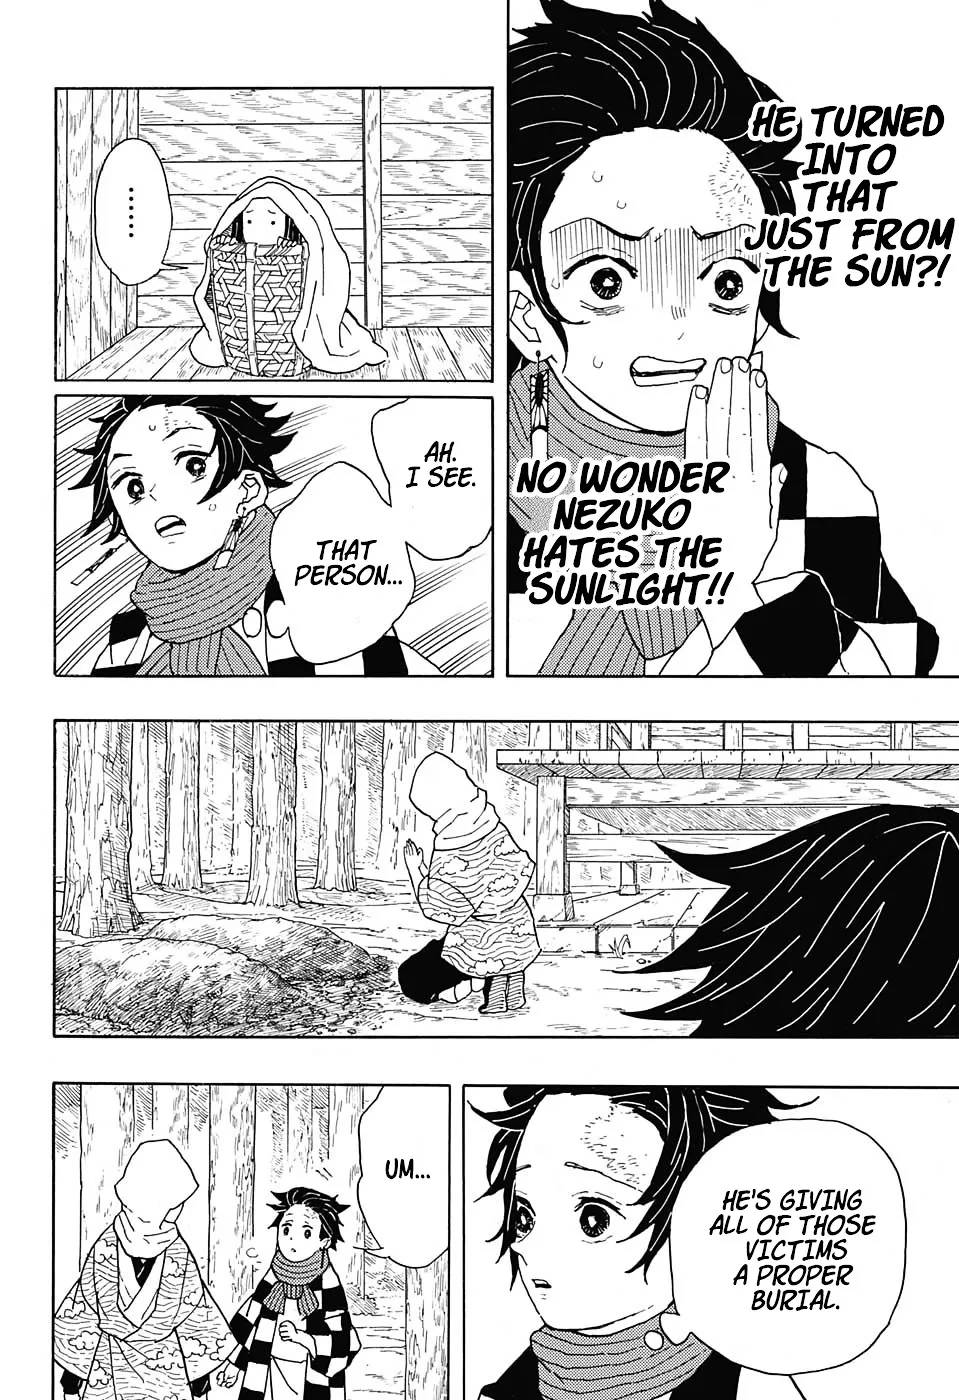 HE TURNED
INTO
THAT
JUST FROM
THE SUN?!
NO WONDER
NEZUKO
HATES THE
SUNLIGHT!!
......
AH.
I SEE.
THAT
PERSON...
HE'S GIVING
ALL OF THOSE
VICTIMS
A PROPER
BURIAL.
UM...